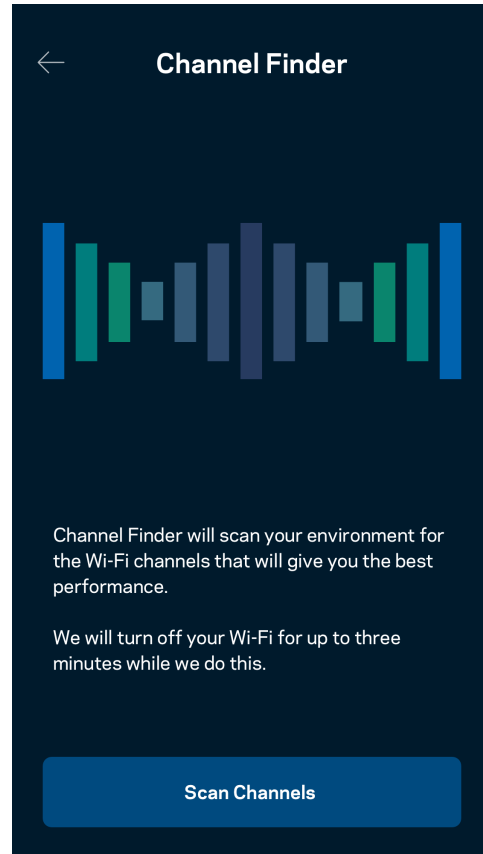 Channel Finder
Channel Finder will scan your environment for
the Wi-Fi channels that will give you the best
performance.
We will turn off your Wi-Fi for up to three
minutes while we do this.
Scan Channels